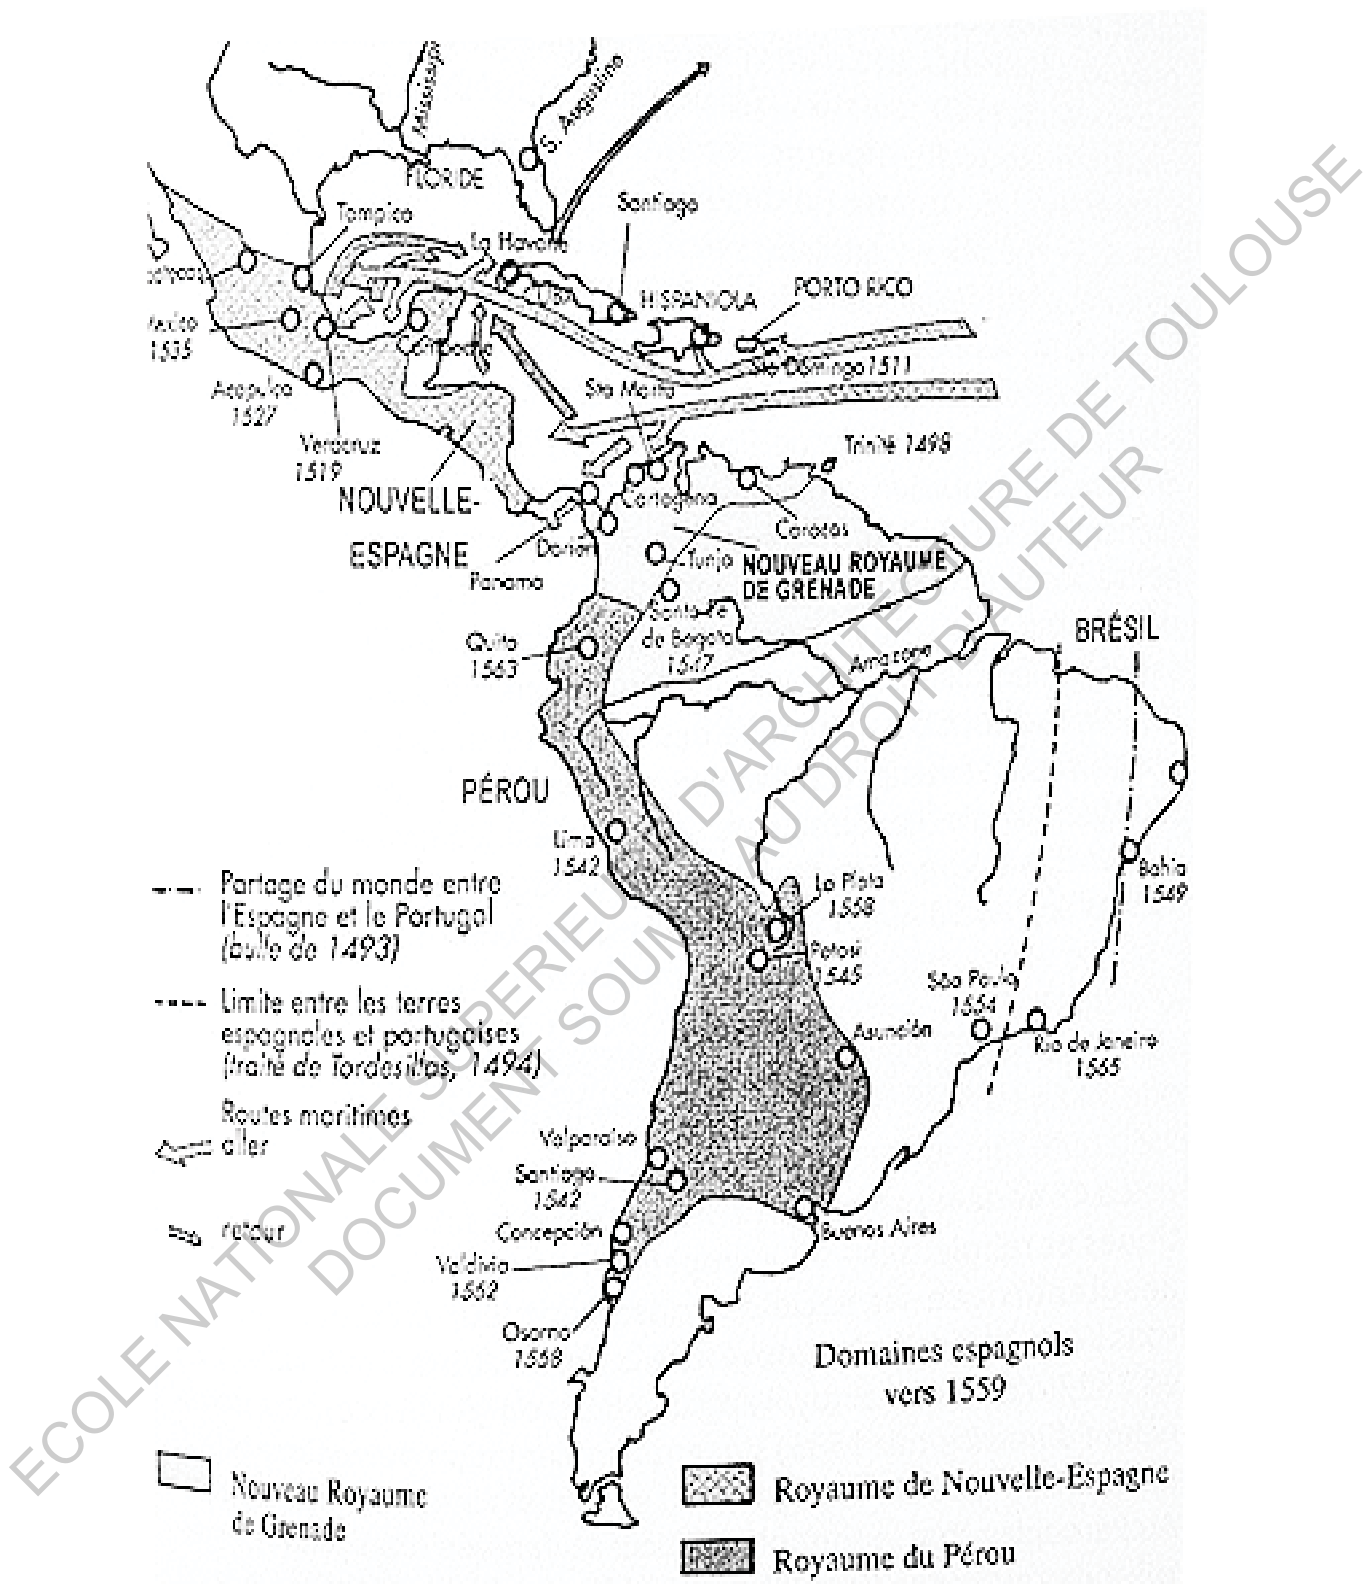 Mississipi
S. Augustino
FLORIDE
Tampico
Santiago
La Havane
CUBA
HISPANIOLA
PORTO RICO
1535
Acapulco
1527
Campeche
Sto Domingo 1511
Sta Marta
Veracruz
1519
Trinité 1498
NOUVELLE-
ESPAGNE
Cartagena
Caracas
Darien
Panama
Tunja
NOUVEAU ROYAUME
DE GRENADE
Santa Fe
de Bogota
1547
Quito
1563
Amazone
BRÉSIL
PÉROU
Lima
1542
Bahia
1549
La Plata
1558
Potosi
1545
São Paulo
1554
Rio de Janeiro
1565
Asunción
Valparaiso
Santiago
1542
Concepción
Valdivia
1552
Buenos Aires
Osorno
1558
Partage du monde entre
l'Espagne et le Portugal
(bulle de 1493)
Limite entre les terres
espagnoles et portugaises
(traité de Tordesillas, 1494)
Routes maritimes
aller
retour
Domaines espagnols
vers 1559
Nouveau Royaume
de Grenade
Royaume de Nouvelle-Espagne
Royaume du Pérou
ECOLE NATIONALE SUPERIEURE D'ARCHITECTURE DE TOULOUSE
DOCUMENT SOUMIS AU DROIT D'AUTEUR